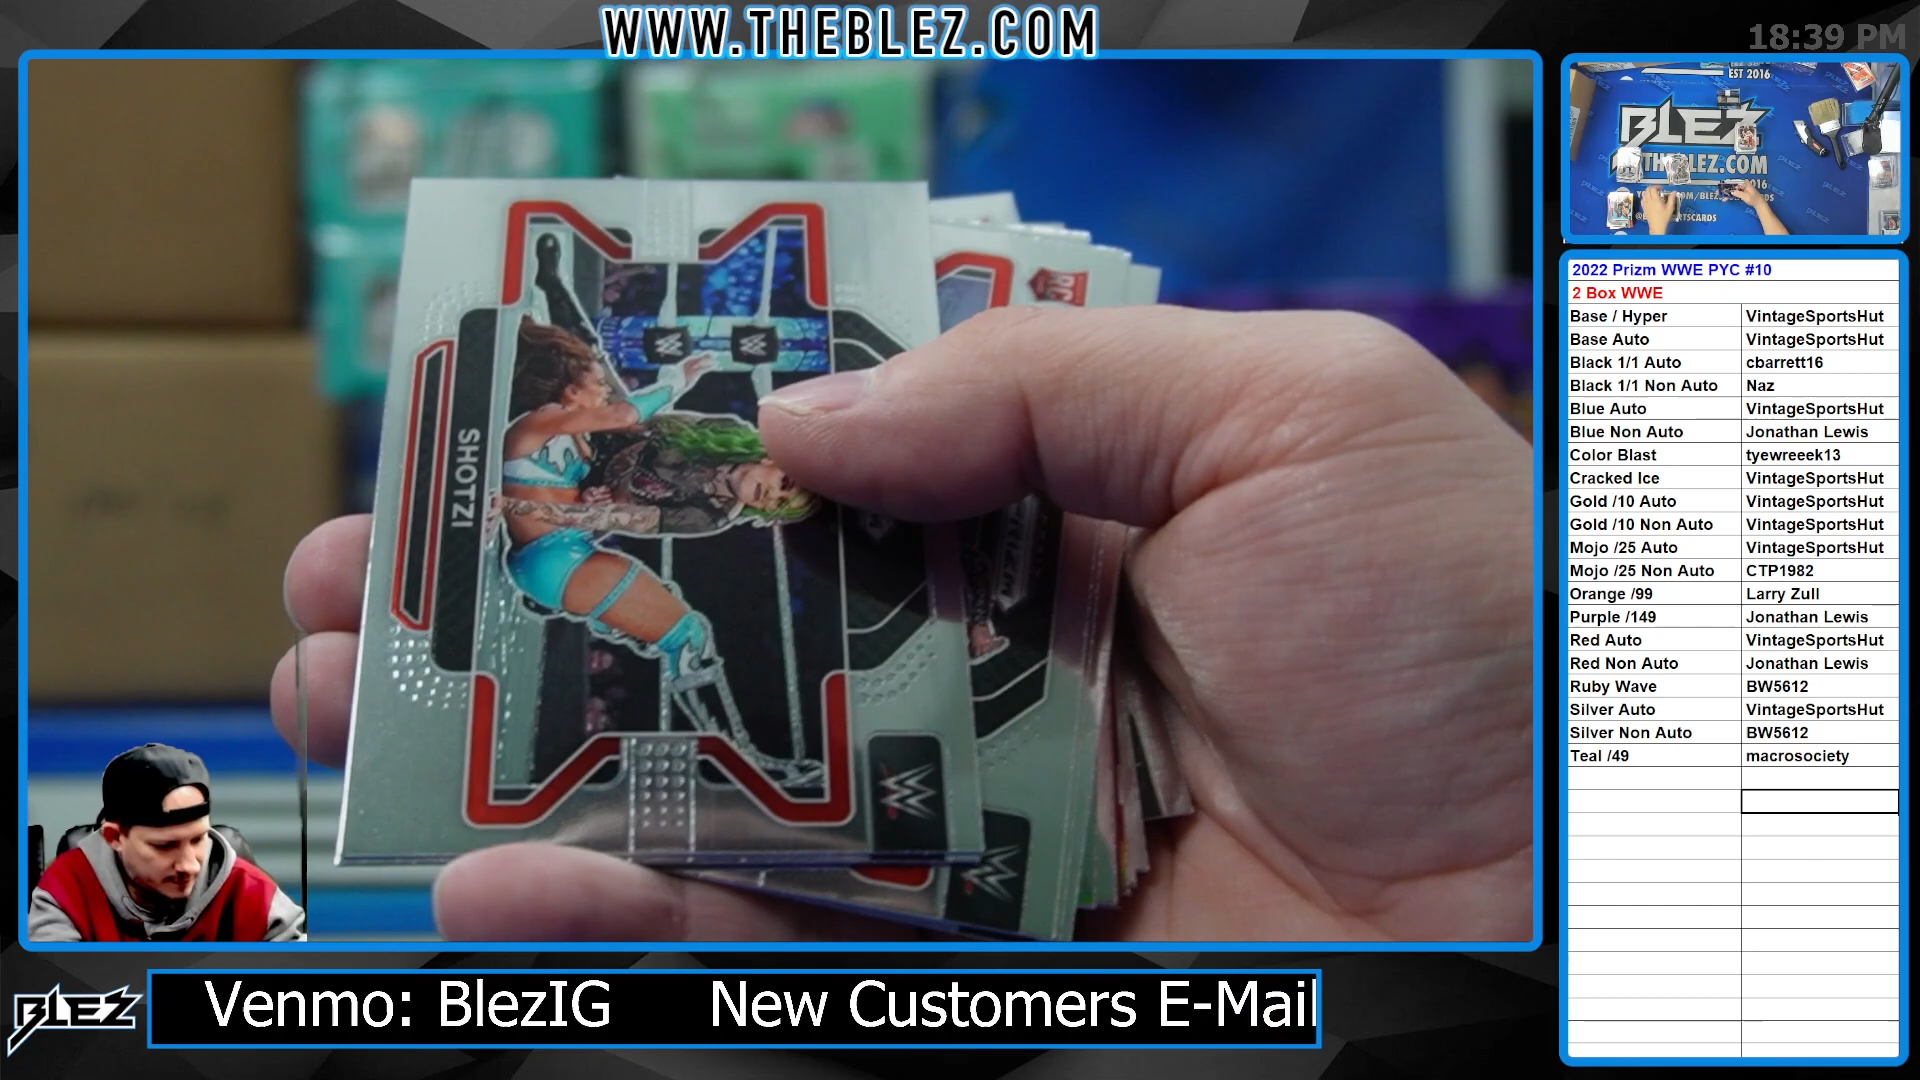 WWW.THEBLEZ.COM
18:39 PM
EST 2016
BLEZ
THEBLEZ.COM
SHOTZI
RC
PRIZM
2022 Prizm WWE PYC #10
2 Box WWE
Base / Hyper VintageSportsHut
Base Auto VintageSportsHut
Black 1/1 Auto cbarrett16
Black 1/1 Non Auto Naz
Blue Auto VintageSportsHut
Blue Non Auto Jonathan Lewis
Color Blast tyewreeek13
Cracked Ice VintageSportsHut
Gold /10 Auto VintageSportsHut
Gold /10 Non Auto VintageSportsHut
Mojo /25 Auto VintageSportsHut
Mojo /25 Non Auto CTP1982
Orange /99 Larry Zull
Purple /149 Jonathan Lewis
Red Auto VintageSportsHut
Red Non Auto Jonathan Lewis
Ruby Wave BW5612
Silver Auto VintageSportsHut
Silver Non Auto BW5612
Teal /49 macrosociety
BLEZ
Venmo: BlezIG New Customers E-Mail